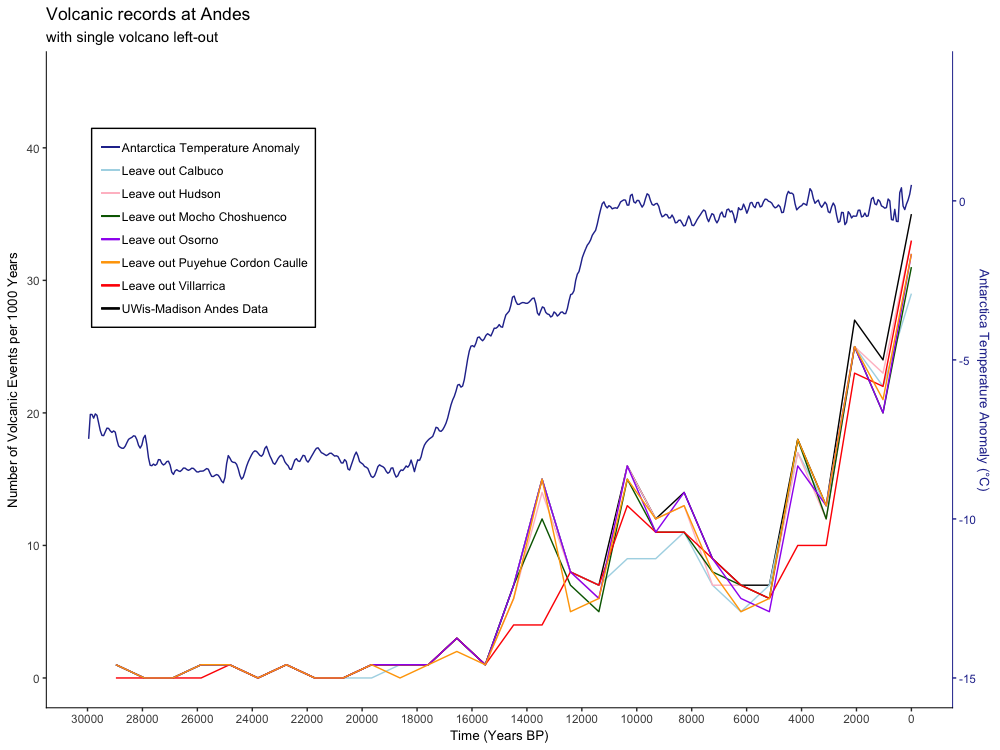 Volcanic records at Andes
with single volcano left-out
Number of Volcanic Events per 1000 Years
40
30
20
10
0
Antarctica Temperature Anomaly
Leave out Calbuco
Leave out Hudson
Leave out Mocho Choshuenco
Leave out Osorno
Leave out Puyehue Cordon Caulle
Leave out Villarrica
UWis-Madison Andes Data
0
-5
-10
-15
Antarctica Temperature Anomaly (°C)
30000 28000 26000 24000 22000 20000 18000 16000 14000 12000 10000 8000 6000 4000 2000 0
Time (Years BP)